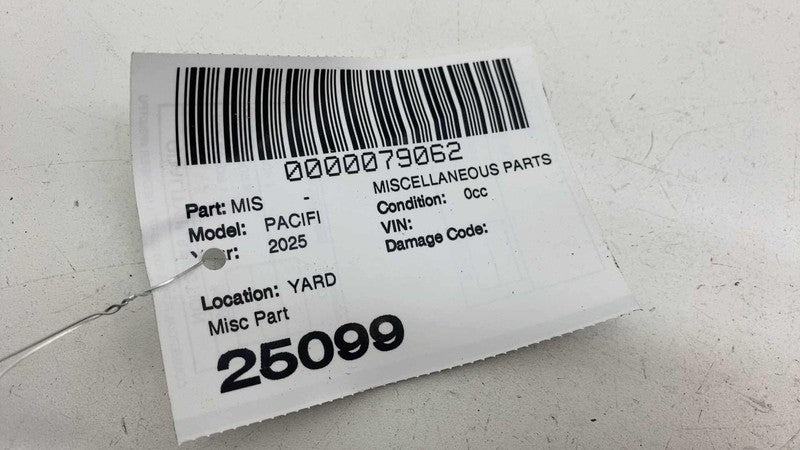 0000079062
MISCELLANEOUS PARTS
Part: MIS -
Condition: 0cc
Model: PACIFI
VIN:
2025
Damage Code:
Location: YARD
Misc Part
25099